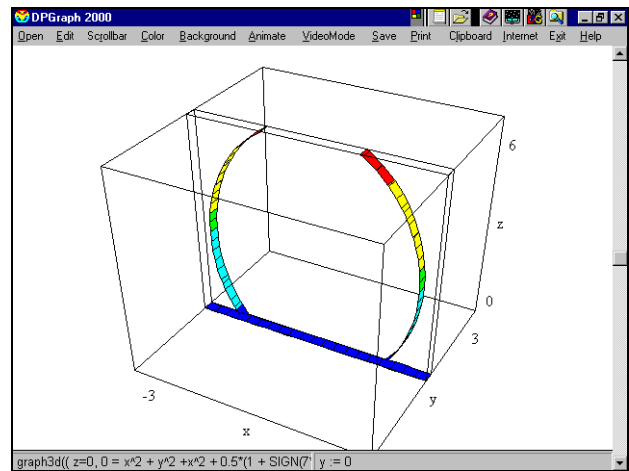 DPGraph 2000
Open Edit Scrollbar Color Background Animate VideoMode Save Print Clipboard Internet Exit Help
6
z
0
3
-3
y
x
graph3d(( z=0, 0 = x^2 + y^2 +x^2 + 0.5*(1 + SIGN(7 y := 0